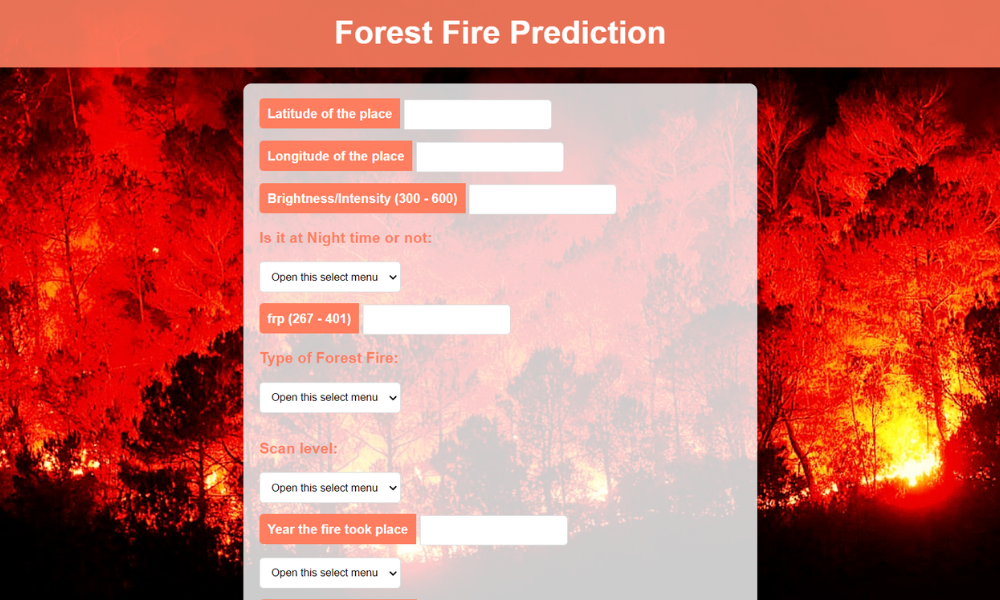 Forest Fire Prediction
Latitude of the place
Longitude of the place
Brightness/Intensity (300 - 600)
Is it at Night time or not:
Open this select menu
frp (267 - 401)
Type of Forest Fire:
Open this select menu
Scan level:
Open this select menu
Year the fire took place
Open this select menu